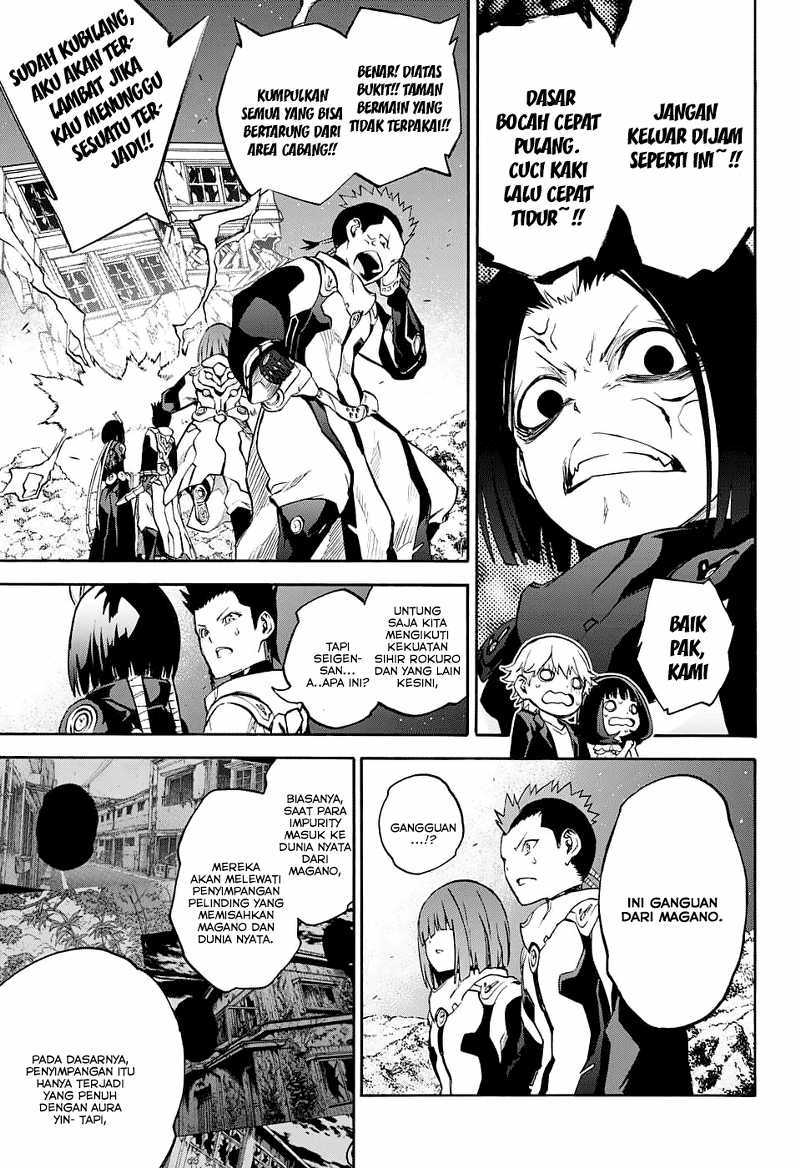 JANGAN
KELUAR DIJAM
SEPERTI INI~!!
DASAR
BOCAH CEPAT
PULANG.
CUCI KAKI
LALU CEPAT
TIDUR~!!
BAIK
PAK,
KAMI
BENAR! DIATAS
BUKIT!! TAMAN
BERMAIN YANG
TIDAK TERPAKAI!!
KUMPULKAN
SEMUA YANG BISA
BERTARUNG DARI
AREA CABANG!!
SUDAH KUBILANG,
AKU AKAN TER-
LAMBAT JIKA
KAU MENUNGGU
SESUATU TER-
JADI!!
UNTUNG
SAJA KITA
MENGIKUTI
KEKUATAN
SIHIR ROKURO
DAN YANG LAIN
KESINI,
TAPI
SEIGEN-
SAN...
A..APA INI?
INI GANGUAN
DARI MAGANO.
GANGGUAN
...!?
BIASANYA,
SAAT PARA
IMPURITY
MASUK KE
DUNIA NYATA
DARI
MAGANO,
MEREKA
AKAN MELEWATI
PENYIMPANGAN
PELINDING YANG
MEMISAHKAN
MAGANO DAN
DUNIA NYATA.
PADA DASARNYA,
PENYIMPANGAN ITU
HANYA TERJADI
YANG PENUH
DENGAN AURA
YIN- TAPI,